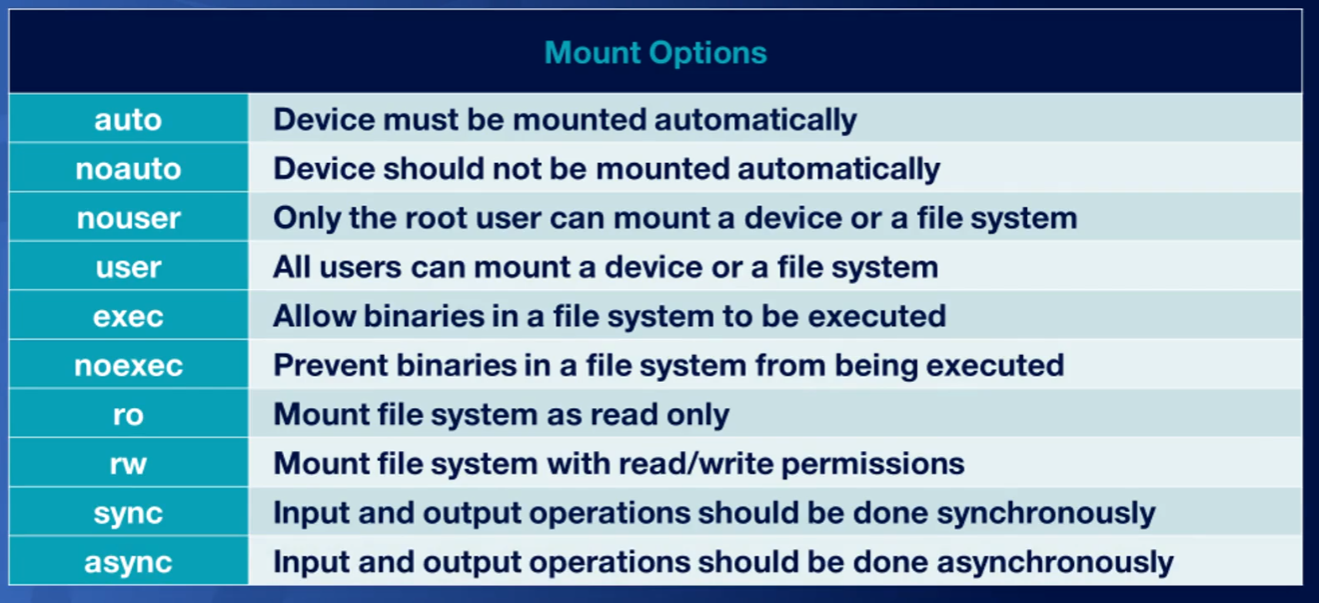 Mount Options
auto Device must be mounted automatically
noauto Device should not be mounted automatically
nouser Only the root user can mount a device or a file system
user All users can mount a device or a file system
exec Allow binaries in a file system to be executed
noexec Prevent binaries in a file system from being executed
ro Mount file system as read only
rw Mount file system with read/write permissions
sync Input and output operations should be done synchronously
async Input and output operations should be done asynchronously